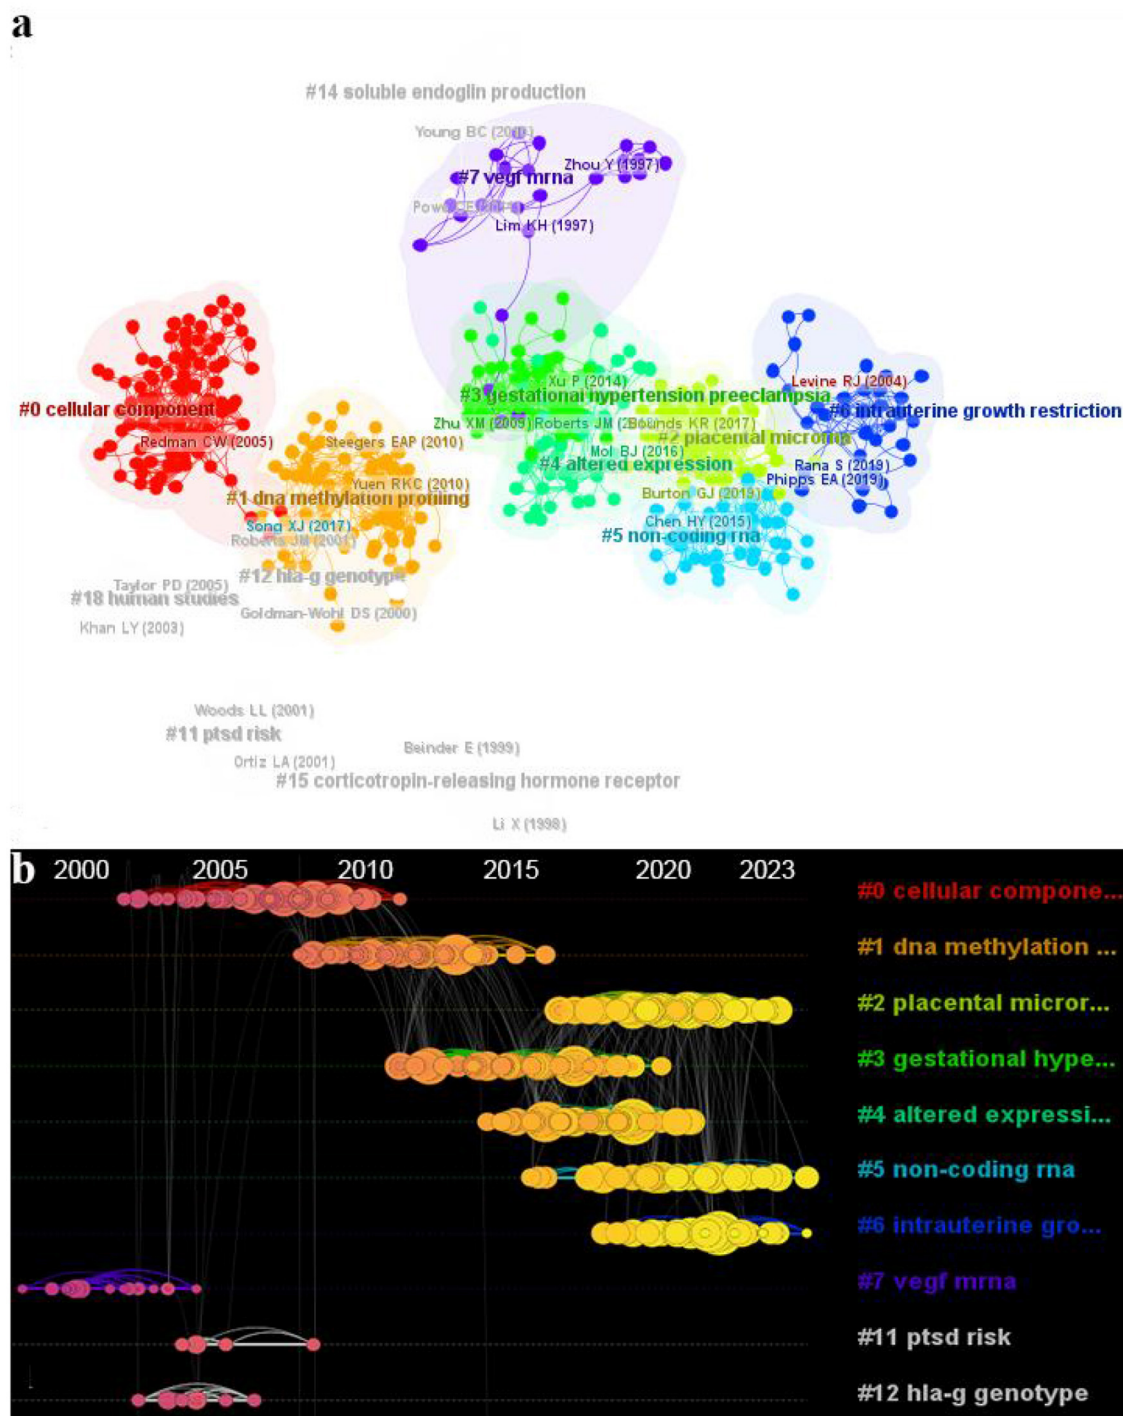 a
#14 soluble endoglin production
Young BC (2010)
Zhou Y (1997)
#7 vegf mrna
Lim KH (1997)
Xu P (2014)
Levine RJ (2004)
#3 gestational hypertension preeclampsia
#0 cellular component
#6 intrauterine growth restriction
Zhu XM (2009)
Roberts JM
Bounds KR (2017)
Redman CW (2005)
Steegers EAP (2010)
#2 placental microrna
Mol BJ (2016)
#4 altered expression
Rana S (2019)
Phipps EA (2019)
Yuen RKC (2010)
Burton GJ (2019)
#1 dna methylation profiling
Song XJ (2017)
Chen HY (2015)
#5 non-coding rna
Roberts JM (2001)
#12 hla-g genotype
Taylor PD (2005)
#18 human studies
Goldman-Wohl DS (2000)
Khan LY (2003)
Woods LL (2001)
#11 ptsd risk
Beinder E (1999)
Ortiz LA (2001)
#15 corticotropin-releasing hormone receptor
Li X (1998)
b 2000 2005 2010 2015 2020 2023
#0 cellular compone...
#1 dna methylation ...
#2 placental micror...
#3 gestational hype...
#4 altered expressi...
#5 non-coding rna
#6 intrauterine gro...
#7 vegf mrna
#11 ptsd risk
#12 hla-g genotype